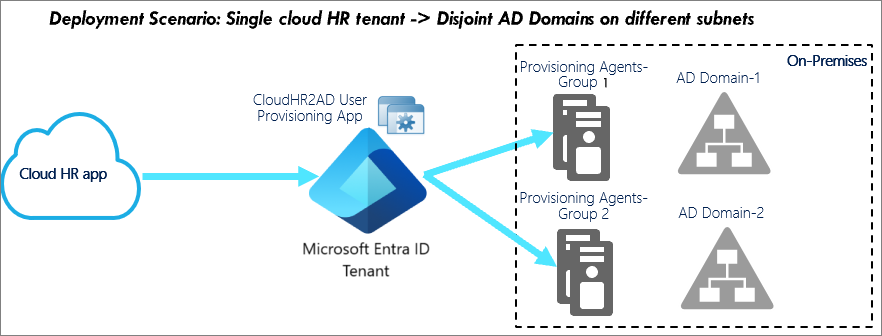 Deployment Scenario: Single cloud HR tenant -> Disjoint AD Domains on different subnets
On-Premises
Provisioning Agents-
Group 1
AD Domain-1
CloudHR2AD User
Provisioning App
Cloud HR app
Provisioning Agents-
Group 2
AD Domain-2
Microsoft Entra ID
Tenant